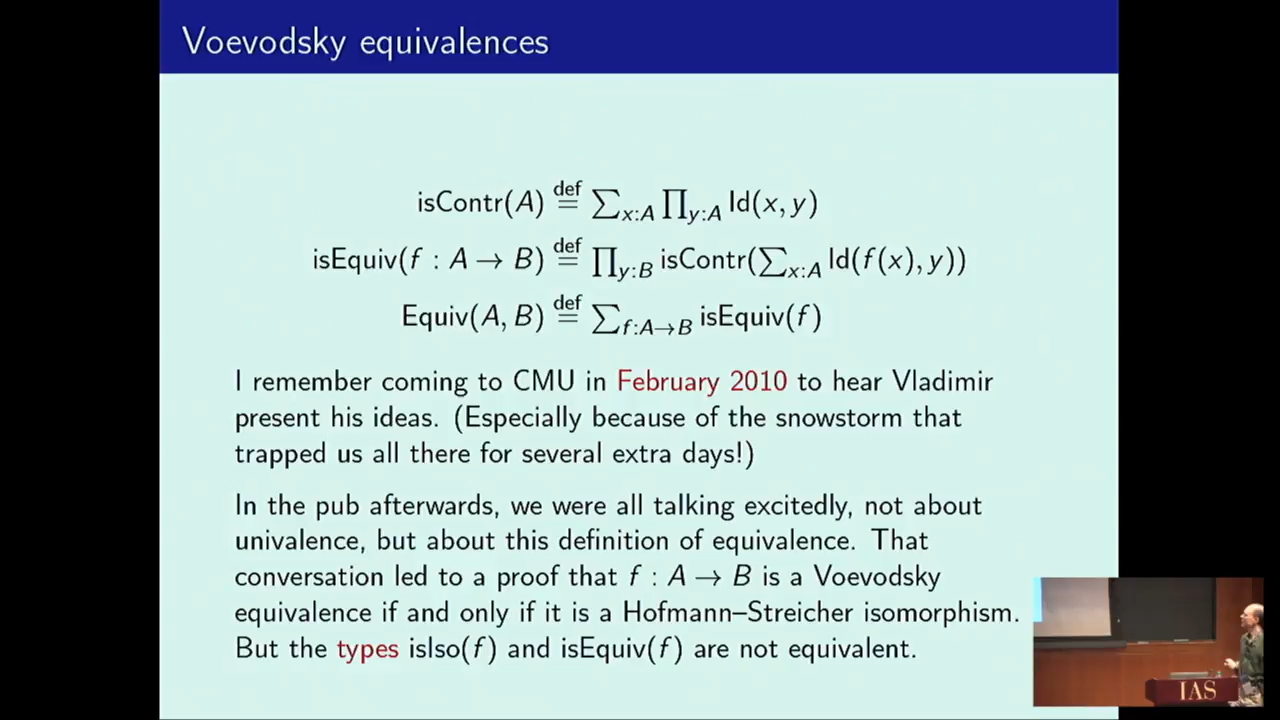 Voevodsky equivalences
isContr(A) def= ∑x:A ∏y:A Id(x, y)
isEquiv(f : A → B) def= ∏y:B isContr(∑x:A Id(f(x), y))
Equiv(A, B) def= ∑f:A→B isEquiv(f)
I remember coming to CMU in February 2010 to hear Vladimir
present his ideas. (Especially because of the snowstorm that
trapped us all there for several extra days!)
In the pub afterwards, we were all talking excitedly, not about
univalence, but about this definition of equivalence. That
conversation led to a proof that f : A → B is a Voevodsky
equivalence if and only if it is a Hofmann–Streicher isomorphism.
But the types isIso(f) and isEquiv(f) are not equivalent.
IAS